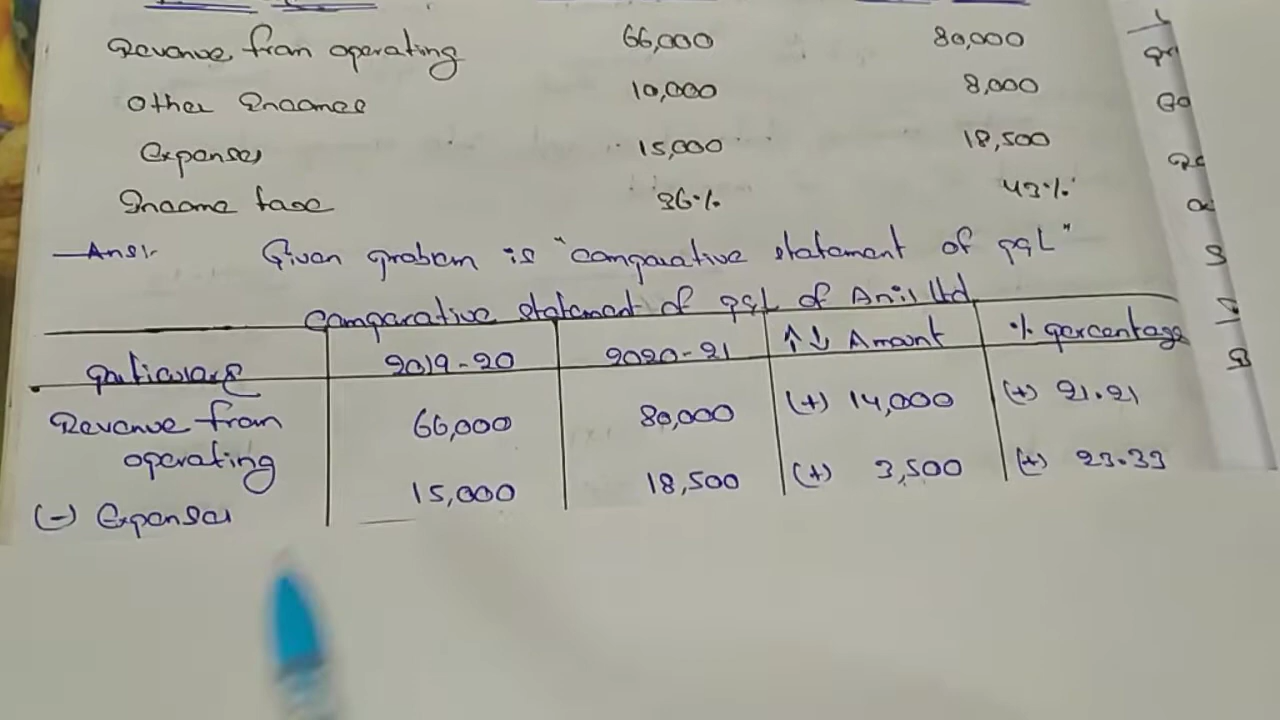 Revenue from operating 66,000 80,000
Other Incomes 10,000 8,000
Expenses 15,000 18,500
Income tax 36% 43%
Ans:- Given problem is "comparative statement of P&L"
comparative statement of P&L of Anil Ltd
Particulars 2019-20 2020-21 ↑↓ Amount % percentage
Revenue from 66,000 80,000 (+) 14,000 (+) 21.21
operating
(-) Expenses 15,000 18,500 (+) 3,500 (+) 23.33